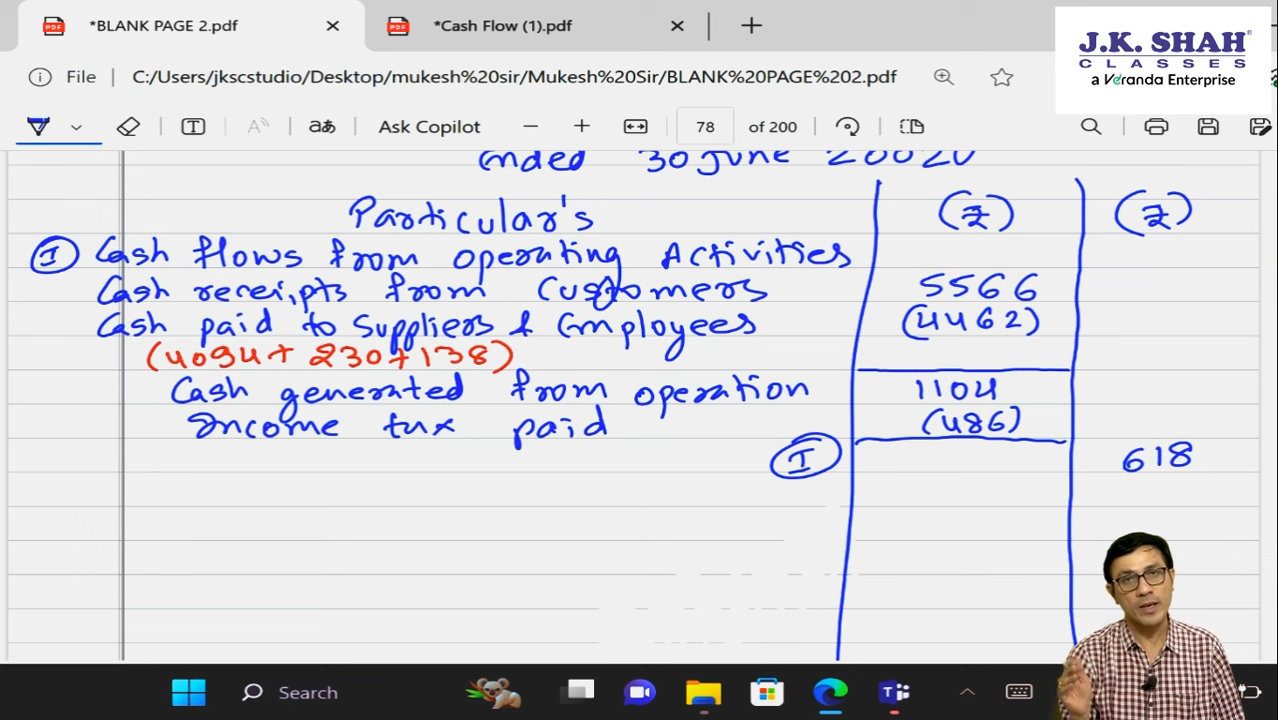 *BLANK PAGE 2.pdf
*Cash Flow (1).pdf
J.K. SHAH
CLASSES
a Veranda Enterprise
File
C:/Users/jkscstudio/Desktop/mukesh%20sir/Mukesh%20Sir/BLANK%20PAGE%202.pdf
Ask Copilot
78 of 200
Ended 30 June 20020
Particular's (₹) (₹)
I Cash flows from operating Activities
Cash receipts from Customers 5566
Cash paid to Suppliers & Employees (4462)
(4094+ 230+138)
Cash generated from operation 1104
Income tax paid (486)
I 618
Search